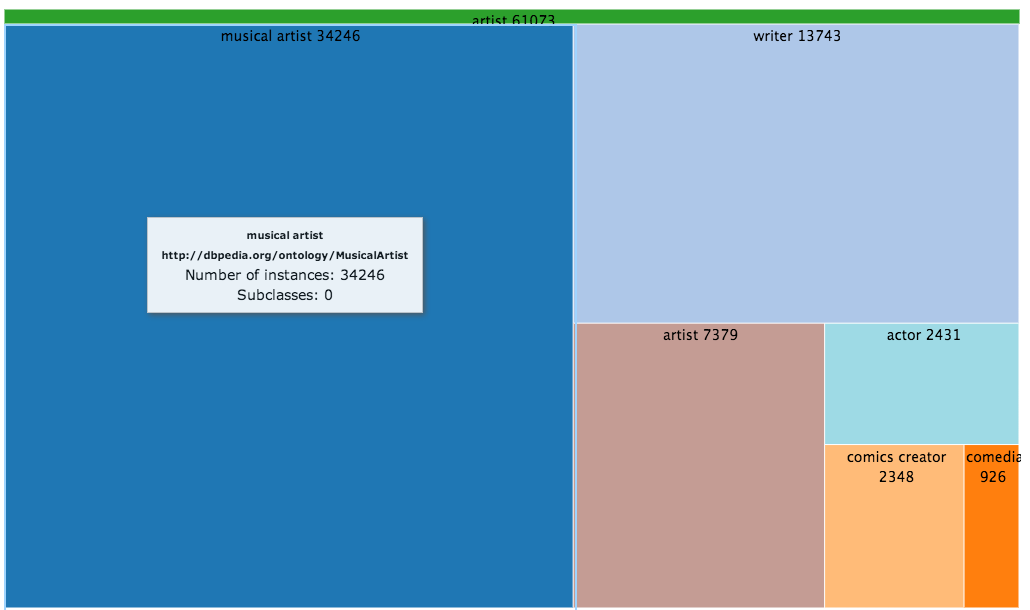 artist 61073
musical artist 34246
writer 13743
musical artist
http://dbpedia.org/ontology/MusicalArtist
Number of instances: 34246
Subclasses: 0
artist 7379
actor 2431
comics creator
2348
comedia
926